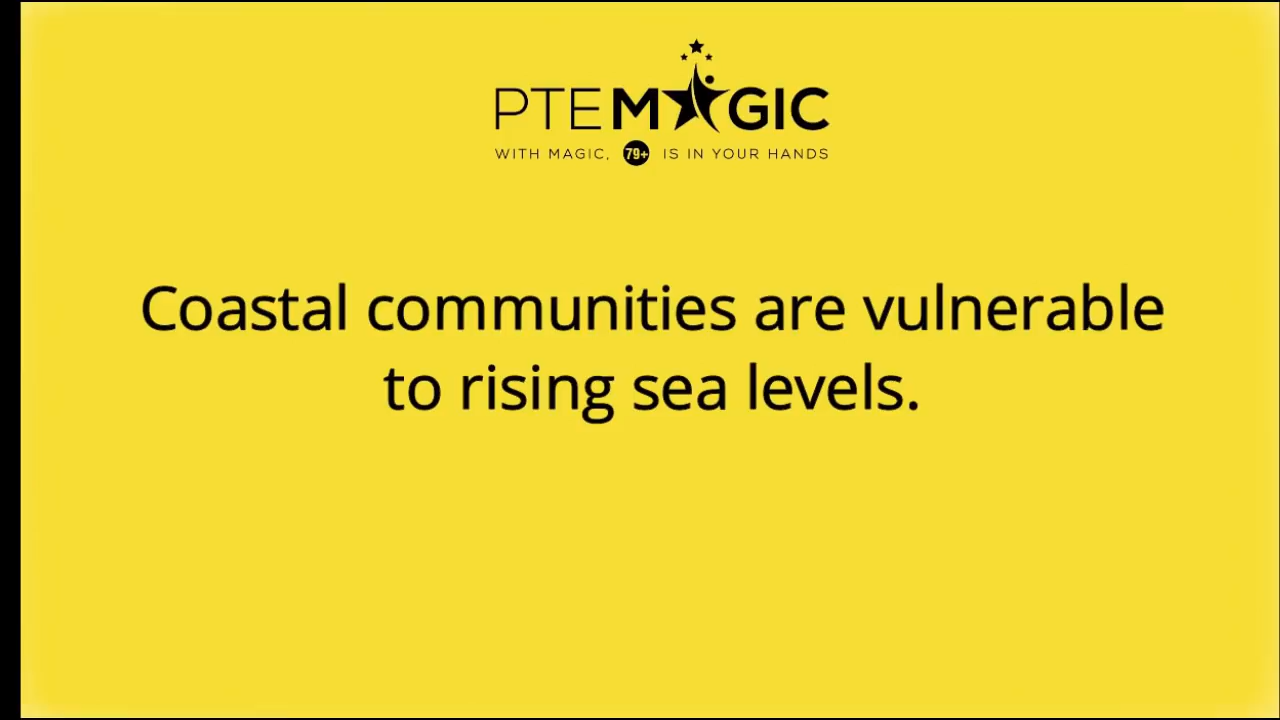 PTEMAGIC
WITH MAGIC, 79+ IS IN YOUR HANDS
Coastal communities are vulnerable
to rising sea levels.